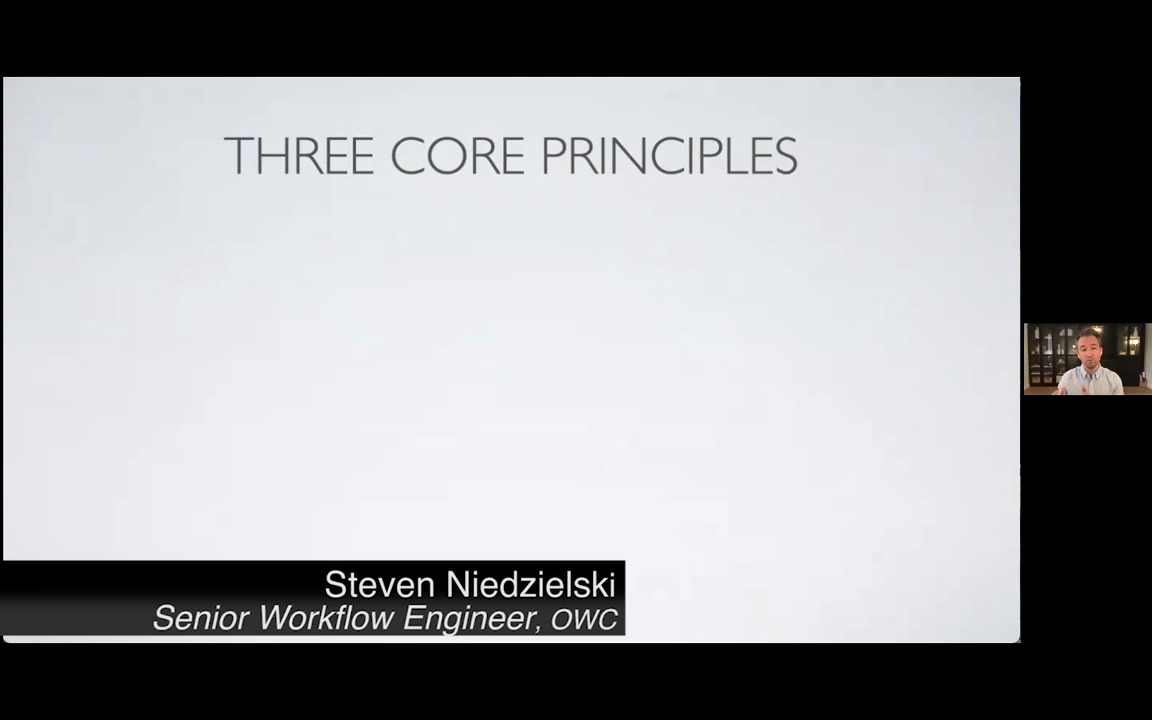 THREE CORE PRINCIPLES
Steven Niedzielski
Senior Workflow Engineer, OWC